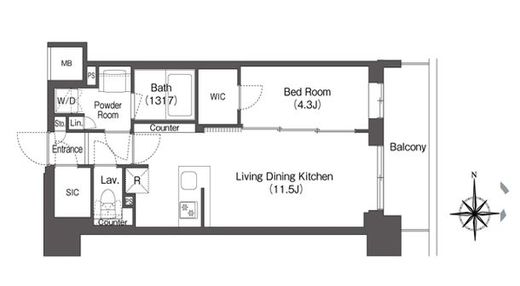 MB
PS
W/D
Powder
Room
Bath
(1317)
WIC
Bed Room
(4.3J)
Sto.
Lin.
Counter
Entrance
Balcony
SIC
Lav.
R
Living Dining Kitchen
(11.5J)
PS
Counter
N